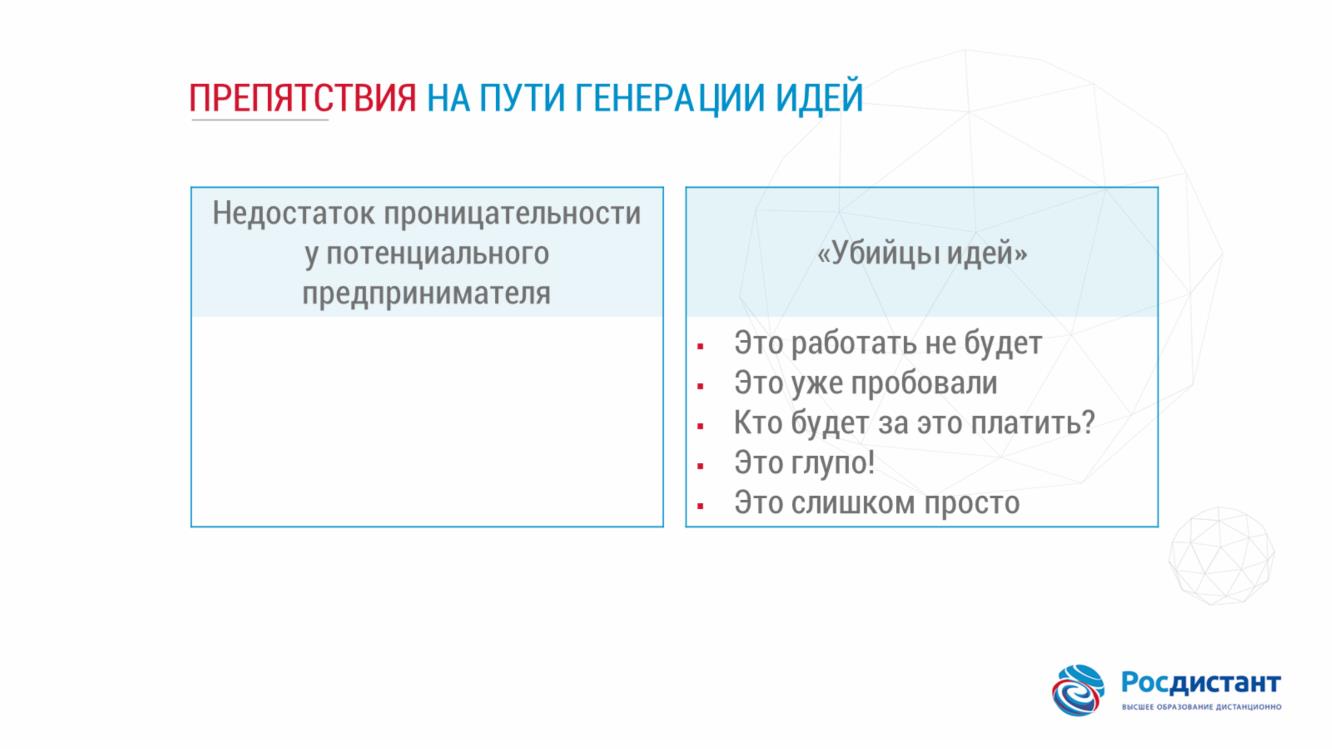 ПРЕПЯТСТВИЯ НА ПУТИ ГЕНЕРАЦИИ ИДЕЙ
Недостаток проницательности
у потенциального
предпринимателя
«Убийцы идей»
▪ Это работать не будет
▪ Это уже пробовали
▪ Кто будет за это платить?
▪ Это глупо!
▪ Это слишком просто
Росдистант
ВЫСШЕЕ ОБРАЗОВАНИЕ ДИСТАНЦИОННО